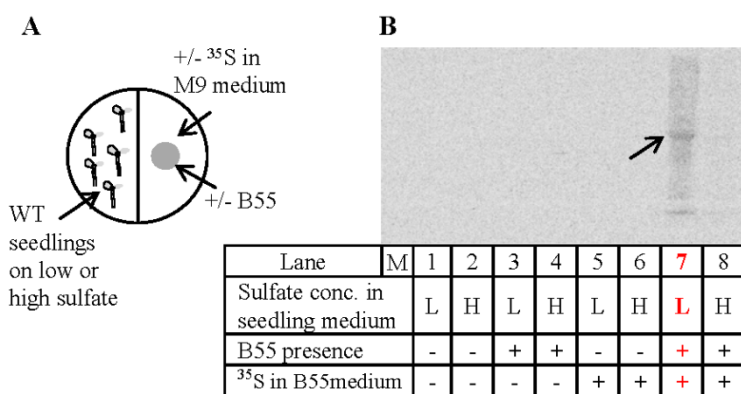 A
+/- ³⁵S in
M9 medium
+/- B55
WT
seedlings
on low or
high sulfate
B
Lane M 1 2 3 4 5 6 7 8
Sulfate conc. in
seedling medium L H L H L H L H
B55 presence - - + + - - + +
³⁵S in B55medium - - - - + + + +